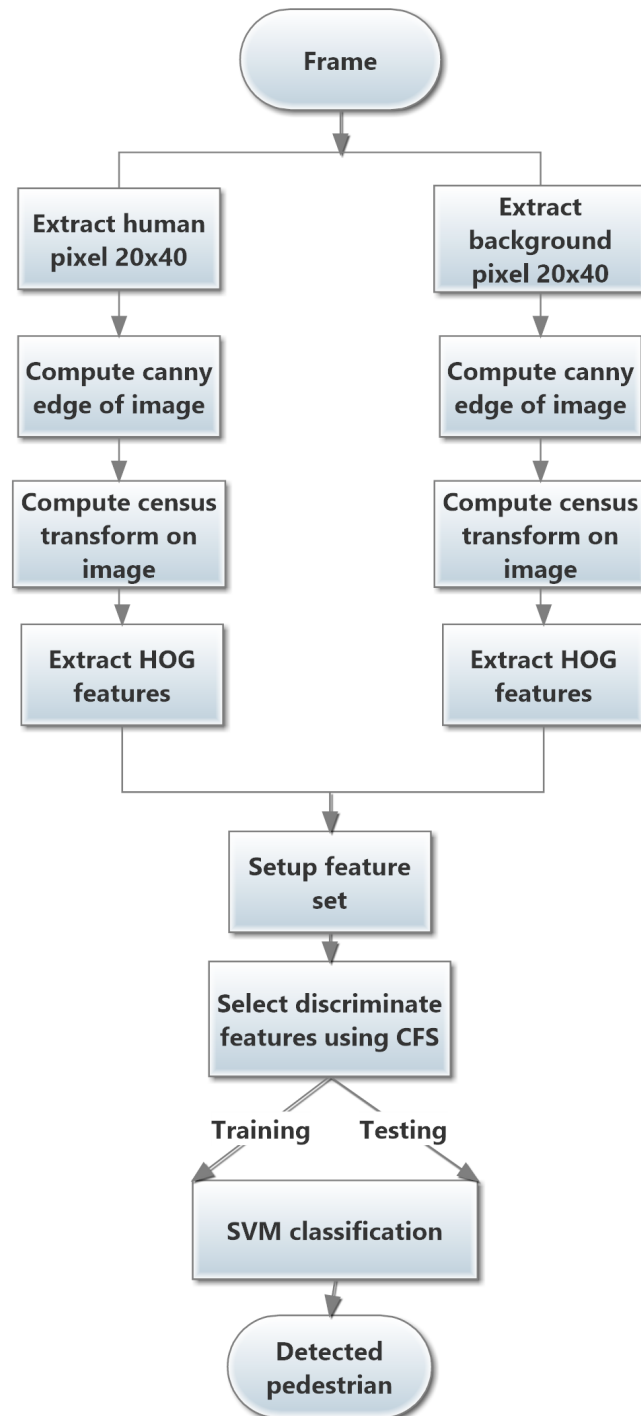 Frame
Extract human
pixel 20x40
Extract
background
pixel 20x40
Compute canny
edge of image
Compute canny
edge of image
Compute census
transform on
image
Compute census
transform on
image
Extract HOG
features
Extract HOG
features
Setup feature
set
Select discriminate
features using CFS
Training
Testing
SVM classification
Detected
pedestrian